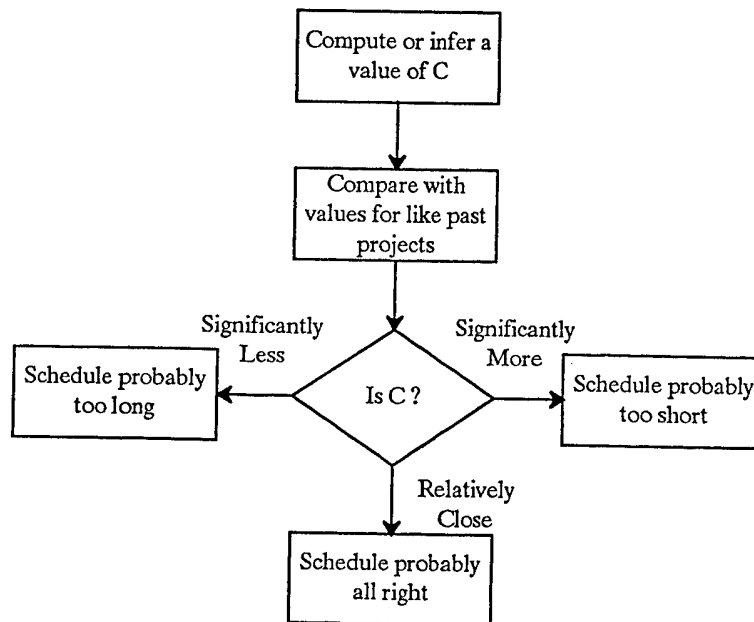 Compute or infer a
value of C
Compare with
values for like past
projects
Significantly
Less
Significantly
More
Schedule probably
too long
Is C ?
Schedule probably
too short
Relatively
Close
Schedule probably
all right